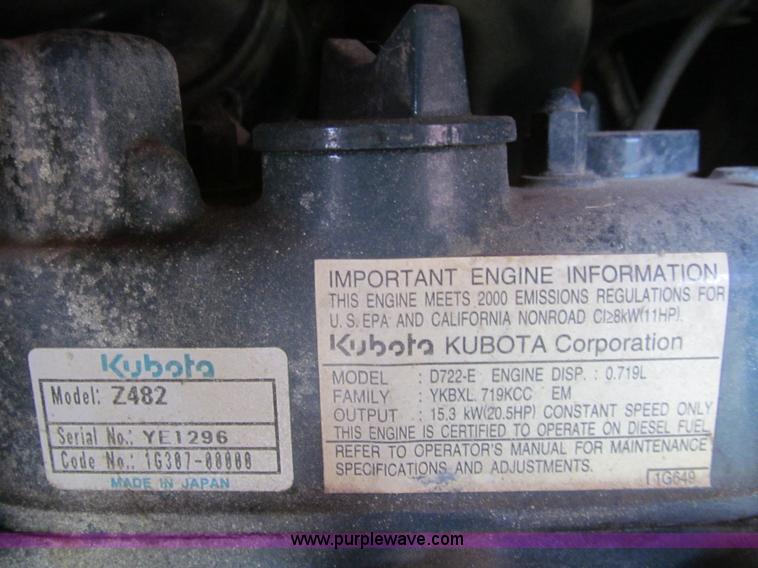 Kubota
Model: Z482
Serial No.: YE1296
Code No.: 1G307-00000
MADE IN JAPAN
IMPORTANT ENGINE INFORMATION
THIS ENGINE MEETS 2000 EMISSIONS REGULATIONS FOR
U.S. EPA AND CALIFORNIA NONROAD CI≥8kW(11HP).
Kubota KUBOTA Corporation
MODEL : D722-E ENGINE DISP. : 0.719L
FAMILY : YKBXL.719KCC EM
OUTPUT : 15.3 kW(20.5HP) CONSTANT SPEED ONLY
THIS ENGINE IS CERTIFIED TO OPERATE ON DIESEL FUEL
REFER TO OPERATOR'S MANUAL FOR MAINTENANCE
SPECIFICATIONS AND ADJUSTMENTS.
1G649
www.purplewave.com